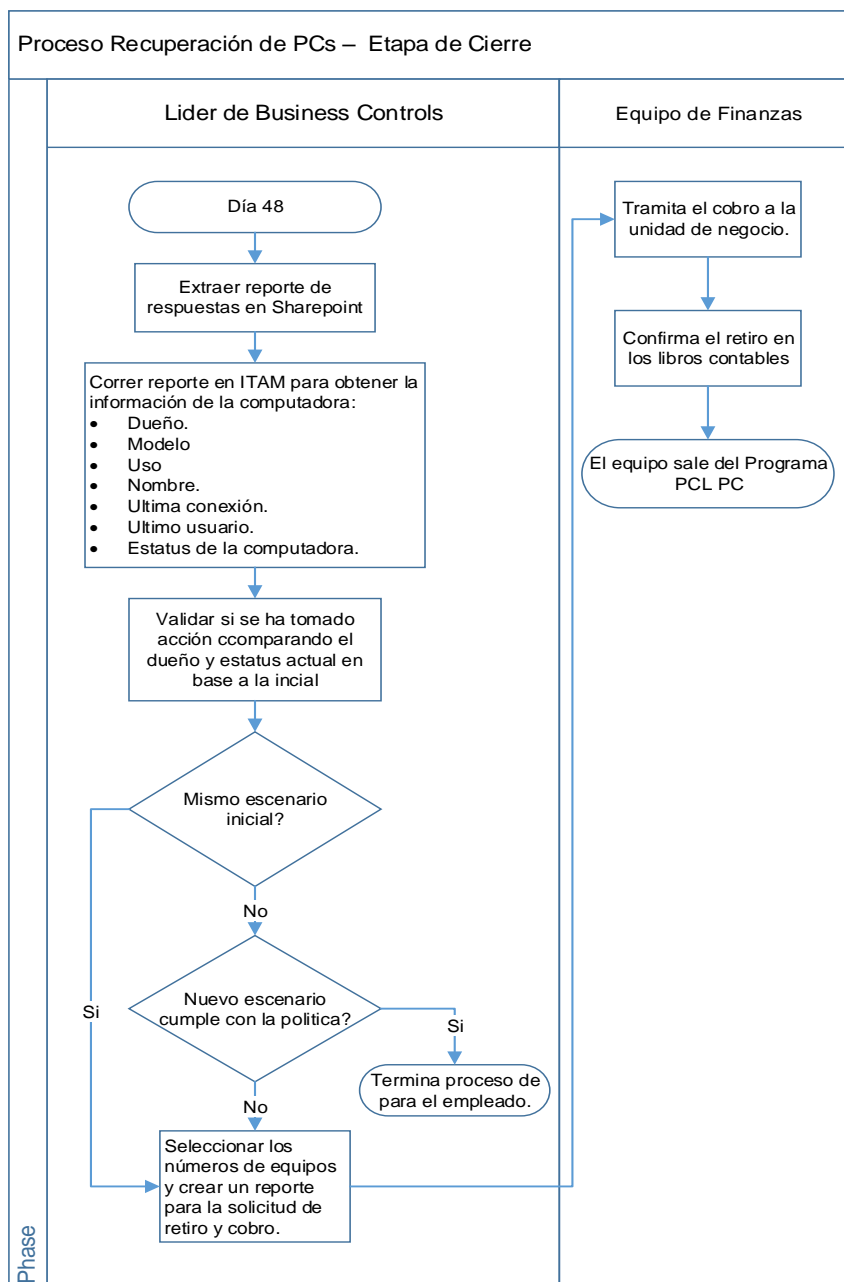 Proceso Recuperación de PCs – Etapa de Cierre
Lider de Business Controls
Equipo de Finanzas
Día 48
Extraer reporte de
respuestas en Sharepoint
Correr reporte en ITAM para obtener la
información de la computadora:
• Dueño.
• Modelo
• Uso
• Nombre.
• Ultima conexión.
• Ultimo usuario.
• Estatus de la computadora.
Validar si se ha tomado
acción ccomparando el
dueño y estatus actual en
base a la incial
Mismo escenario
inicial?
No
Si
Nuevo escenario
cumple con la politica?
Si
Termina proceso de
para el empleado.
No
Seleccionar los
números de equipos
y crear un reporte
para la solicitud de
retiro y cobro.
Tramita el cobro a la
unidad de negocio.
Confirma el retiro en
los libros contables
El equipo sale del Programa
PCL PC
Phase